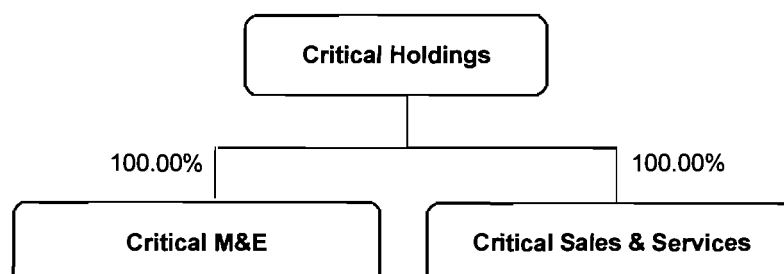 Critical Holdings
100.00%
100.00%
Critical M&E
Critical Sales & Services